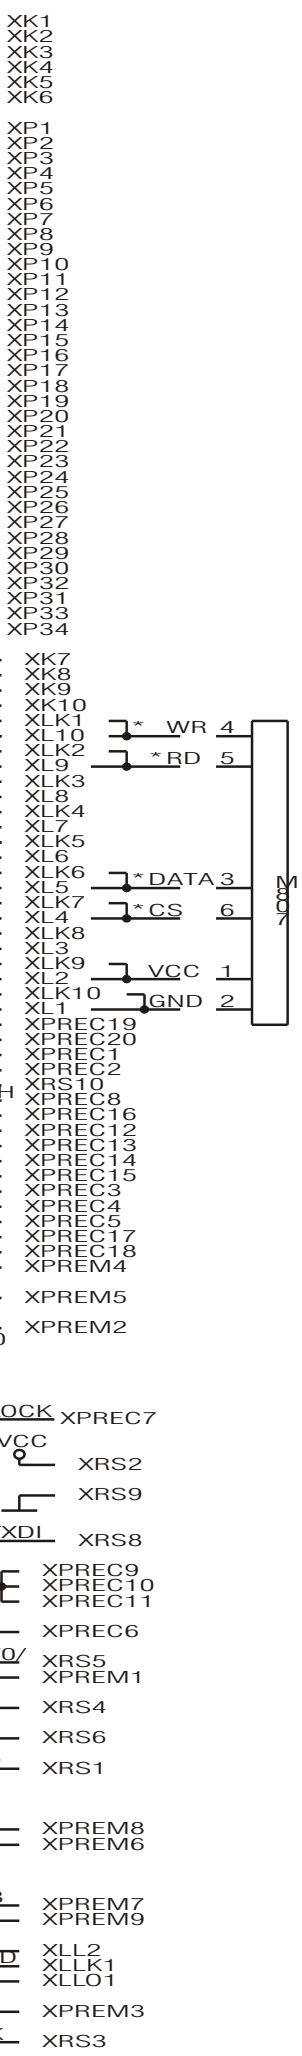 XK1
XK2
XK3
XK4
XK5
XK6
XP1
XP2
XP3
XP4
XP5
XP6
XP7
XP8
XP9
XP10
XP11
XP12
XP13
XP14
XP15
XP16
XP17
XP18
XP19
XP20
XP21
XP22
XP23
XP24
XP25
XP26
XP27
XP28
XP29
XP30
XP32
XP31
XP33
XP34
XK7
XK8
XK9
XK10
XLK1 * WR 4
XL10
XLK2 * RD 5
XL9
XLK3
XL8
XLK4
XL7
XLK5
XL6
XLK6 * DATA 3
XL5
XLK7 * CS 6
XL4
XLK8
XL3
XLK9 VCC 1
XL2
XLK10 GND 2
XL1
M807
XPREC19
XPREC20
XPREC1
XPREC2
XRS10
H XPREC8
XPREC16
XPREC12
XPREC13
XPREC14
XPREC15
XPREC3
XPREC4
XPREC5
XPREC17
XPREC18
XPREM4
XPREM5
XPREM2
OCK XPREC7
VCC
XRS2
XRS9
XDI XRS8
XPREC9
XPREC10
XPREC11
XPREC6
0/ XRS5
XPREM1
XRS4
XRS6
XRS1
XPREM8
XPREM6
XPREM7
XPREM9
D XLL2
XLLK1
XLLO1
XPREM3
XRS3